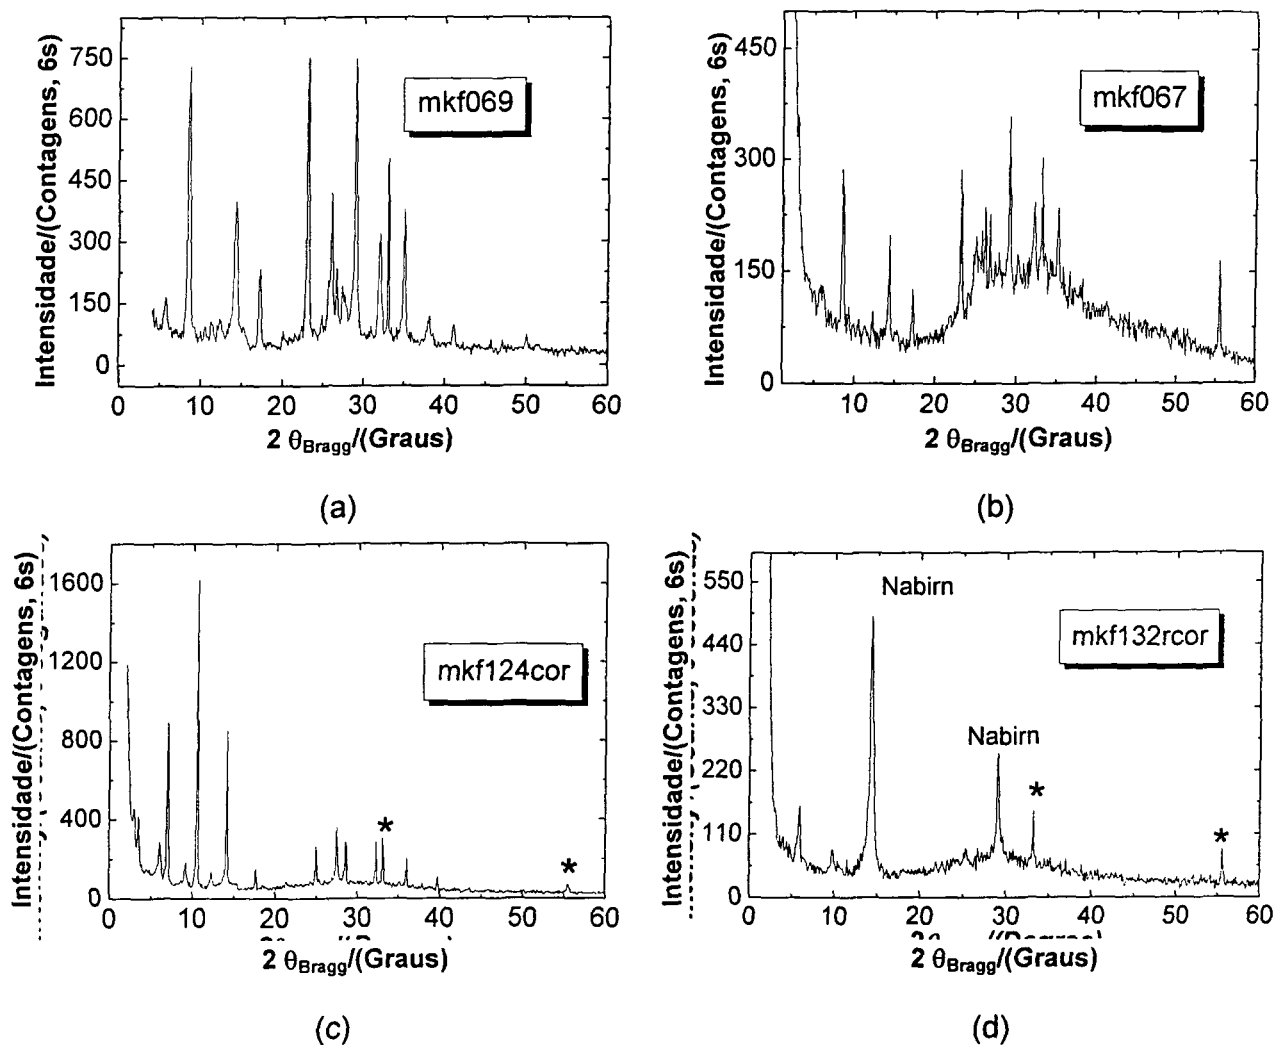 Intensidade/(Contagens, 6s)
750
600
450
300
150
0
mkf069
0 10 20 30 40 50 60
2 θBragg/(Graus)
(a)
Intensidade/(Contagens, 6s)
450
300
150
0
mkf067
10 20 30 40 50 60
2 θBragg/(Graus)
(b)
Intensidade/(Contagens, 6s)
1600
1200
800
400
0
mkf124cor
*
*
0 10 20 30 40 50 60
2 θBragg/(Graus)
(c)
Intensidade/(Contagens, 6s)
550
440
330
220
110
0
Nabirn
mkf132rcor
Nabirn
*
*
0 10 20 30 40 50 60
2 θBragg/(Graus)
(d)